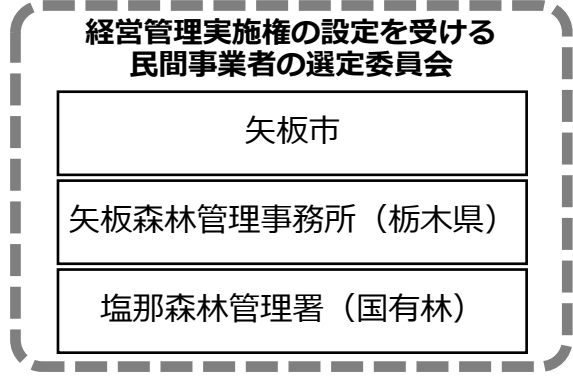 経営管理実施権の設定を受ける
民間事業者の選定委員会
矢板市
矢板森林管理事務所（栃木県）
塩那森林管理署（国有林）